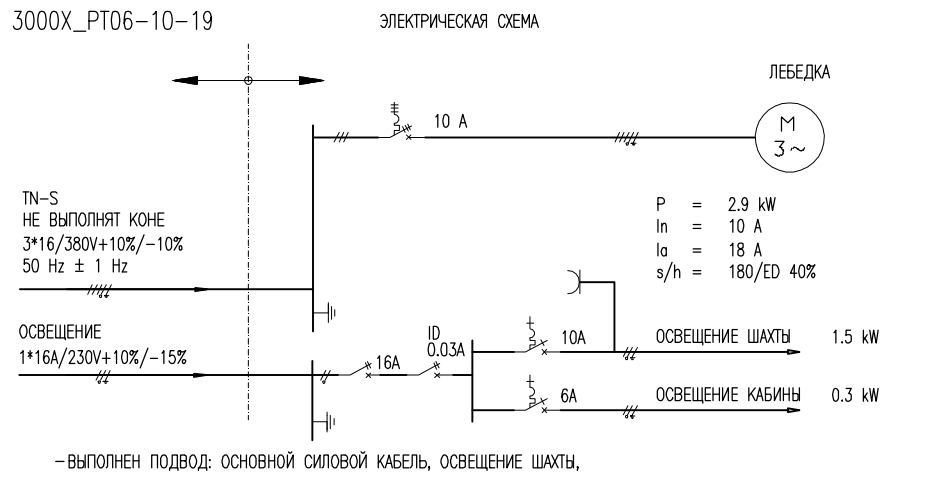 3000X_PT06-10-19
ЭЛЕКТРИЧЕСКАЯ СХЕМА
ЛЕБЕДКА
10 A
M
3~
TN-S
НЕ ВЫПОЛНЯТ КОНЕ
3*16/380V+10%/-10%
50 Hz ± 1 Hz
P = 2.9 kW
In = 10 A
Ia = 18 A
s/h = 180/ED 40%
ОСВЕЩЕНИЕ
1*16A/230V+10%/-15%
16A
ID
0.03A
10A
ОСВЕЩЕНИЕ ШАХТЫ 1.5 kW
6A
ОСВЕЩЕНИЕ КАБИНЫ 0.3 kW
-ВЫПОЛНЕН ПОДВОД: ОСНОВНОЙ СИЛОВОЙ КАБЕЛЬ, ОСВЕЩЕНИЕ ШАХТЫ,